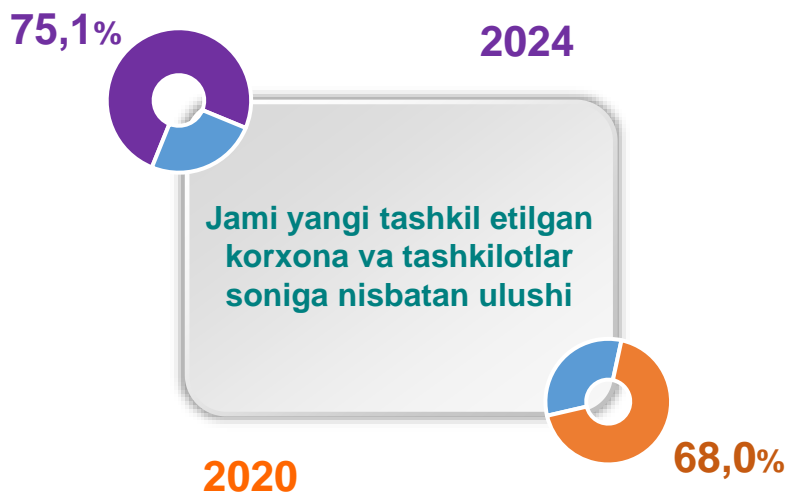 75,1%
2024
Jami yangi tashkil etilgan
korxona va tashkilotlar
soniga nisbatan ulushi
68,0%
2020